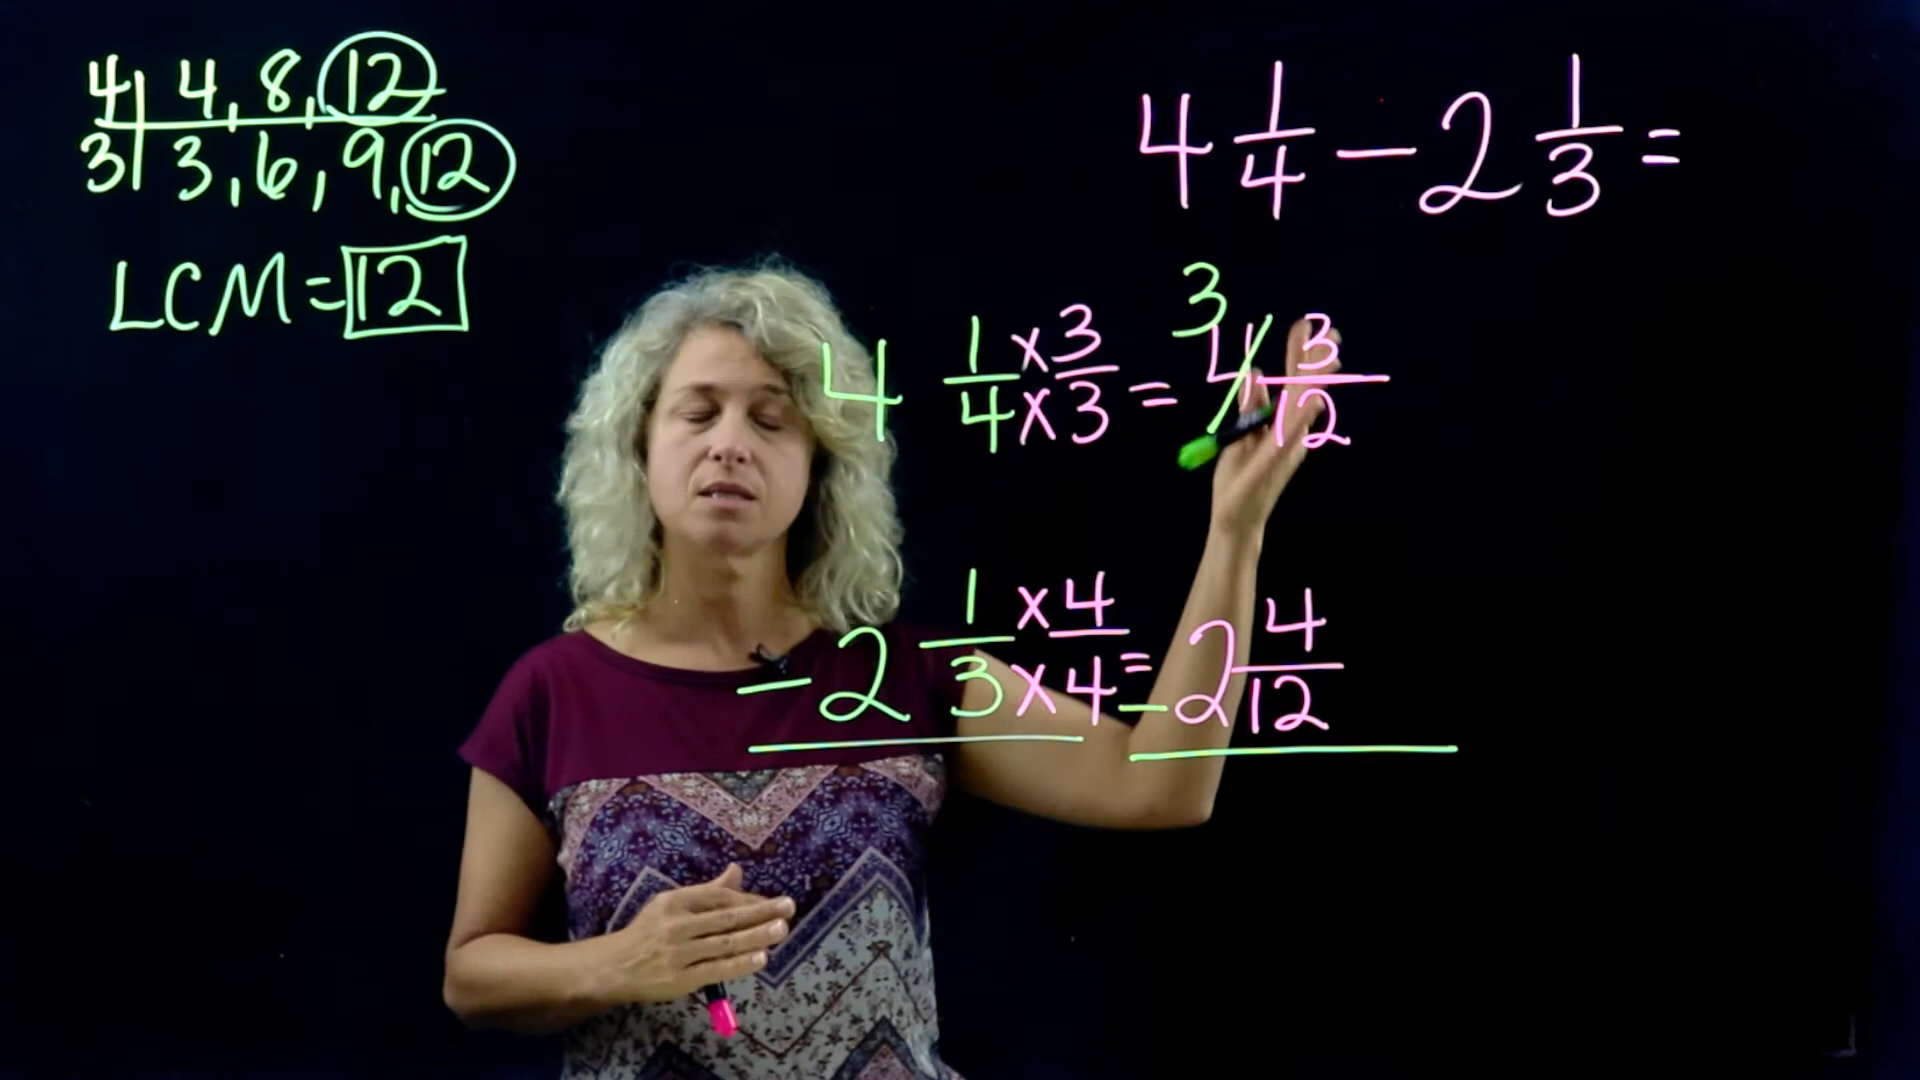 4 | 4, 8, 12
3 | 3, 6, 9, 12
LCM = 12
4 1/4 - 2 1/3 =
3
4 1/4 x 3/x 3 = 4 3/12
- 2 1/3 x 4/x 4 = - 2 4/12